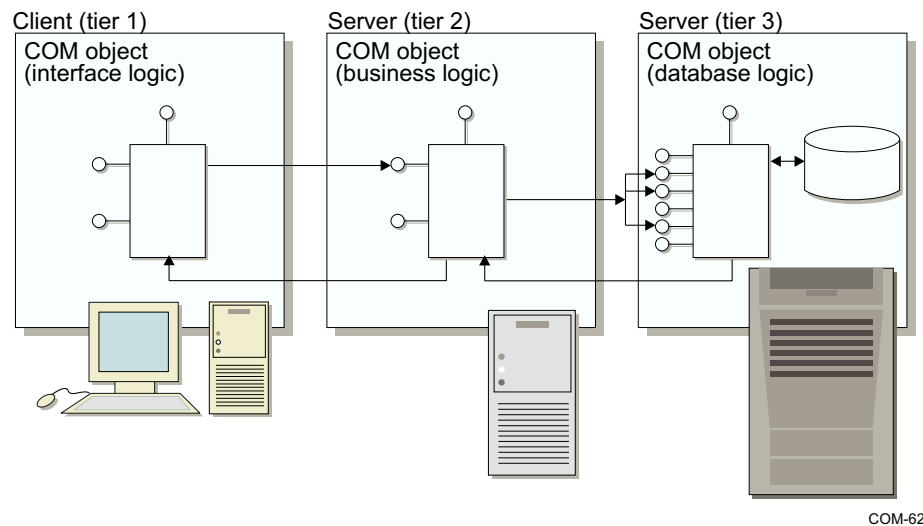 Client (tier 1)
COM object
(interface logic)
Server (tier 2)
COM object
(business logic)
Server (tier 3)
COM object
(database logic)
COM-62